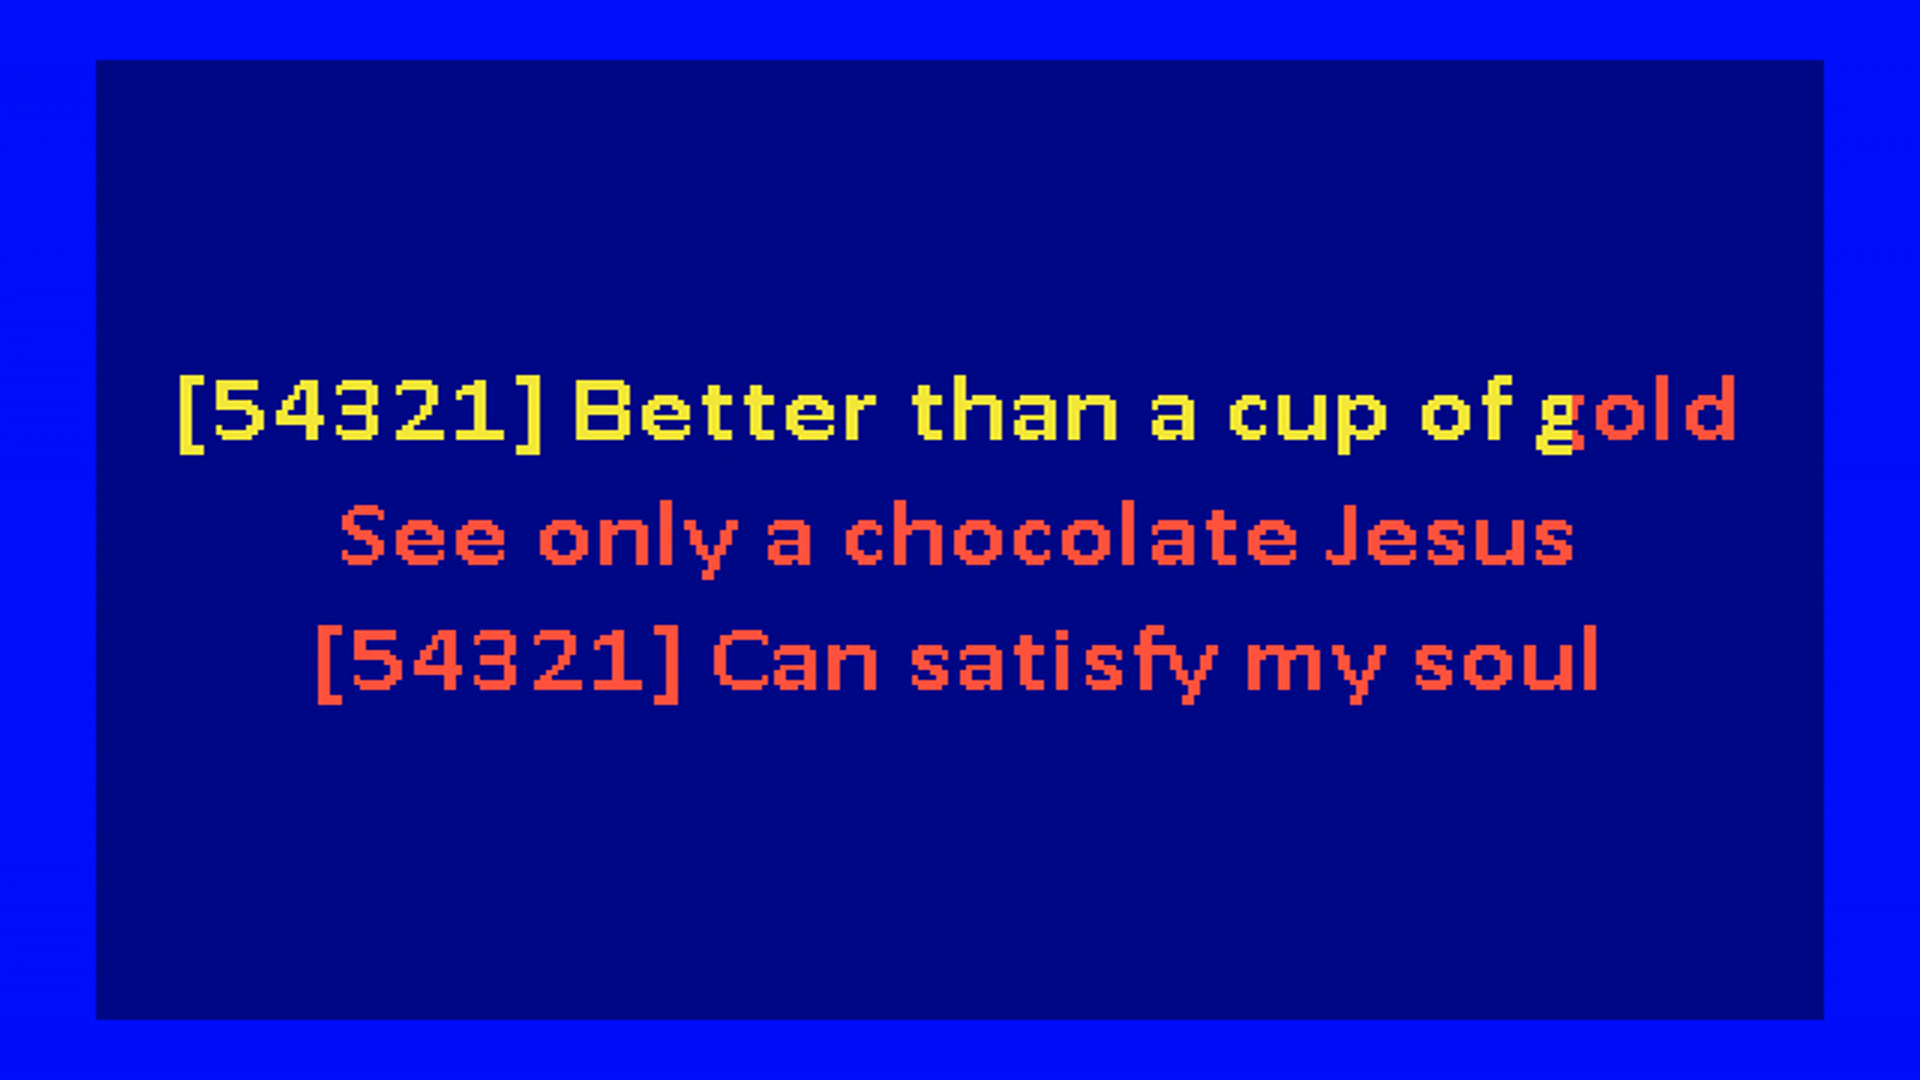 [54321] Better than a cup of gold
See only a chocolate Jesus
[54321] Can satisfy my soul